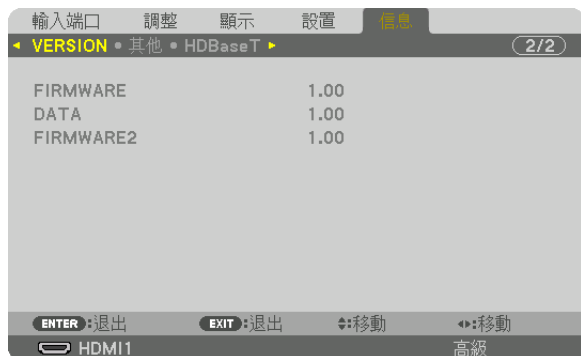 輸入端口 調整 顯示 設置 信息
◂ VERSION • 其他 • HDBaseT ▸ 2/2
FIRMWARE 1.00
DATA 1.00
FIRMWARE2 1.00
ENTER :退出 EXIT :退出 ♦:移動 ◂▸:移動
HDMI1 高級